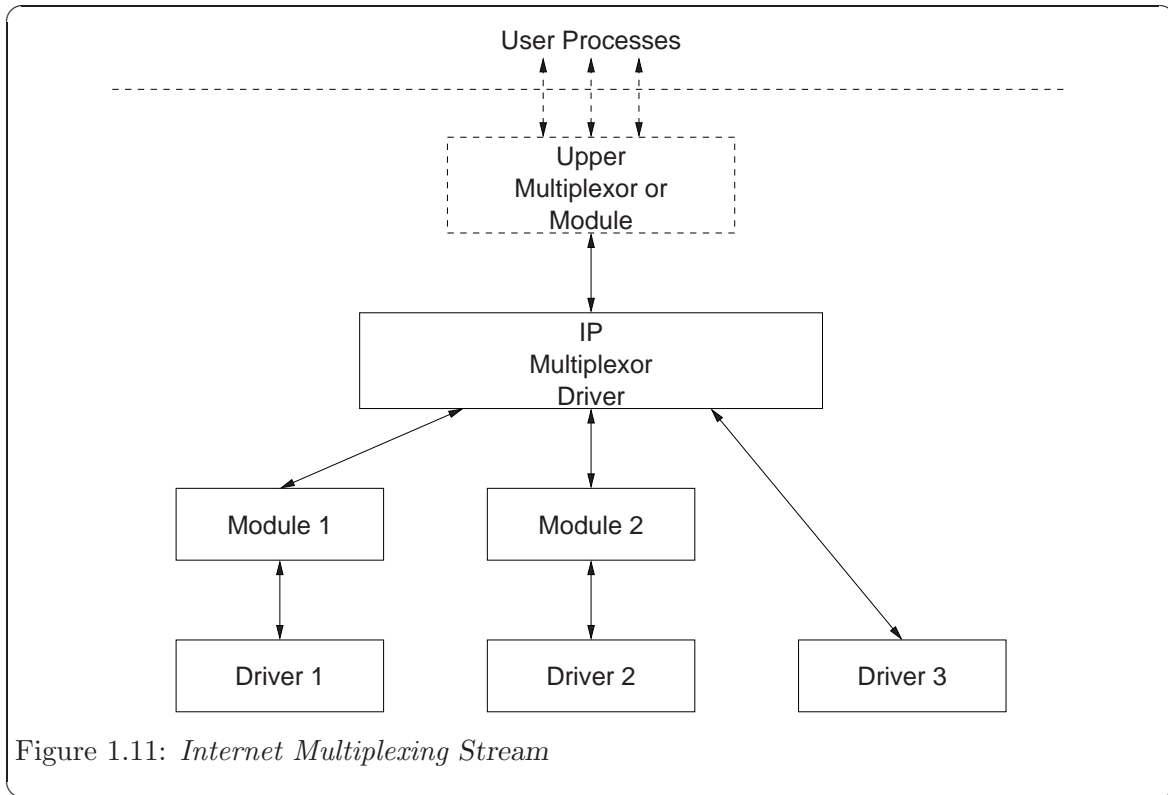 User Processes
Upper
Multiplexor or
Module
IP
Multiplexor
Driver
Module 1
Module 2
Driver 1
Driver 2
Driver 3
Figure 1.11: Internet Multiplexing Stream